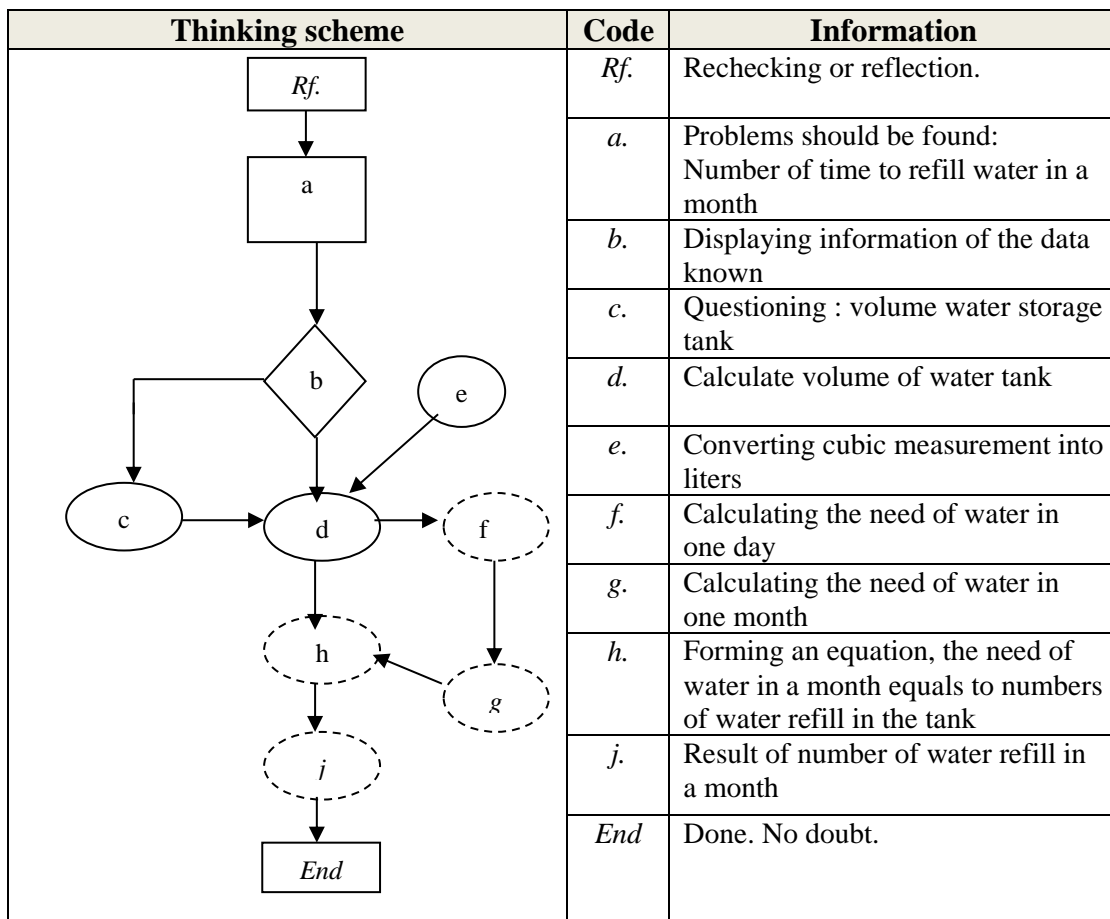 Thinking scheme Code Information
Rf.
a
b
e
c
d
f
h
g
j
End
Rf. Rechecking or reflection.
a. Problems should be found:
Number of time to refill water in a
month
b. Displaying information of the data
known
c. Questioning : volume water storage
tank
d. Calculate volume of water tank
e. Converting cubic measurement into
liters
f. Calculating the need of water in
one day
g. Calculating the need of water in
one month
h. Forming an equation, the need of
water in a month equals to numbers
of water refill in the tank
j. Result of number of water refill in
a month
End Done. No doubt.